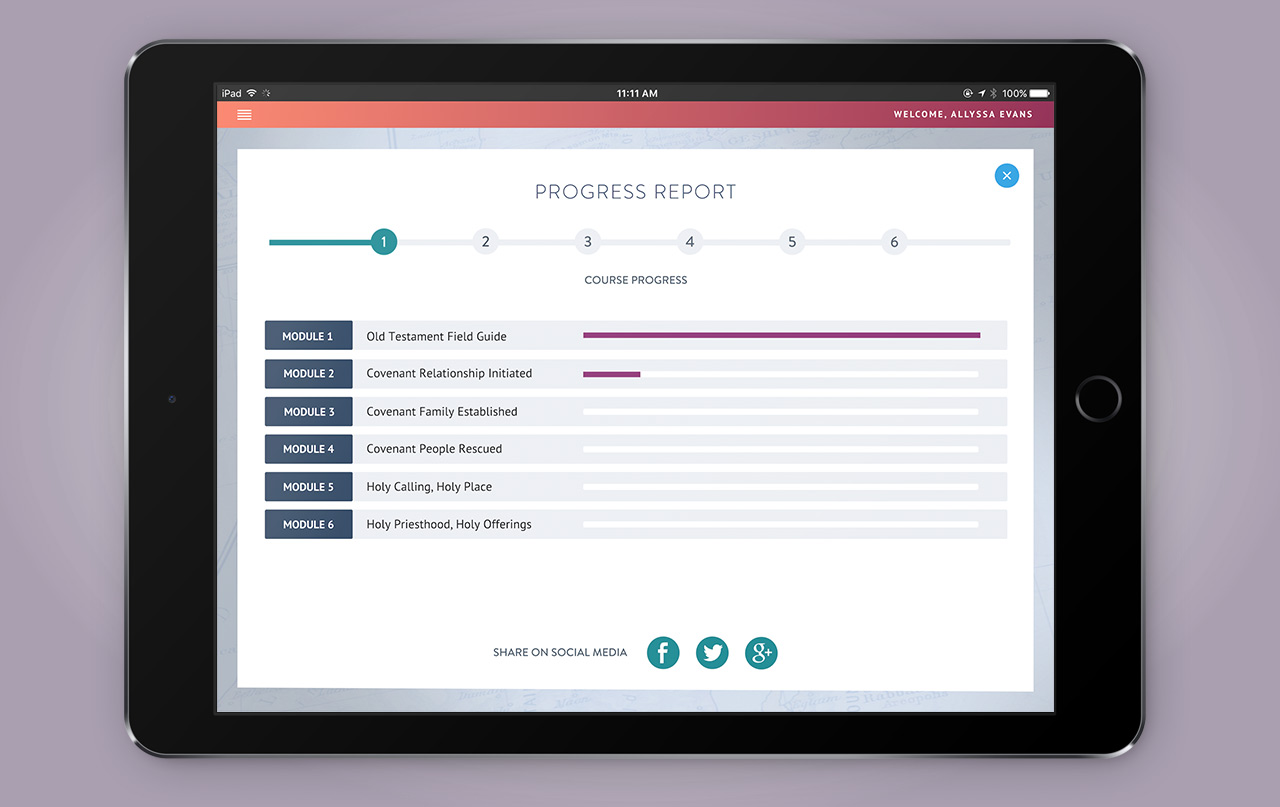 iPad 11:11 AM 100%
WELCOME, ALLYSSA EVANS
PROGRESS REPORT
1 2 3 4 5 6
COURSE PROGRESS
MODULE 1 Old Testament Field Guide
MODULE 2 Covenant Relationship Initiated
MODULE 3 Covenant Family Established
MODULE 4 Covenant People Rescued
MODULE 5 Holy Calling, Holy Place
MODULE 6 Holy Priesthood, Holy Offerings
SHARE ON SOCIAL MEDIA f g+